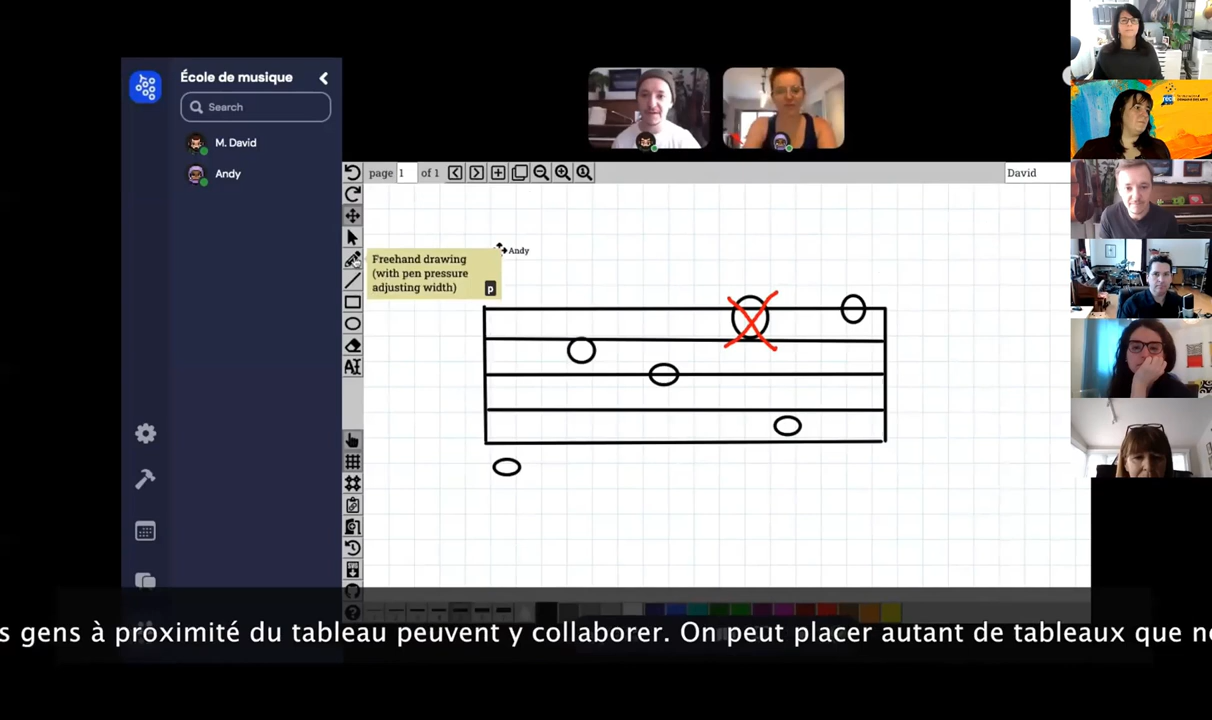 École de musique
Search
M. David
Andy
page 1 of 1
David
Andy
Freehand drawing
(with pen pressure
adjusting width)
p
s gens à proximité du tableau peuvent y collaborer. On peut placer autant de tableaux que n